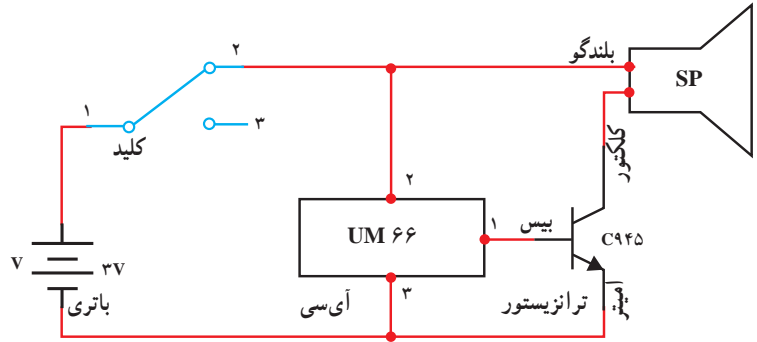 بلندگو
SP
۲
۱
۳
کلید
کلکتور
۲
UM ۶۶
۱
بیس
C۹۴۵
V
۳V
باتری
۳
آی‌سی
ترانزیستور
امیتر